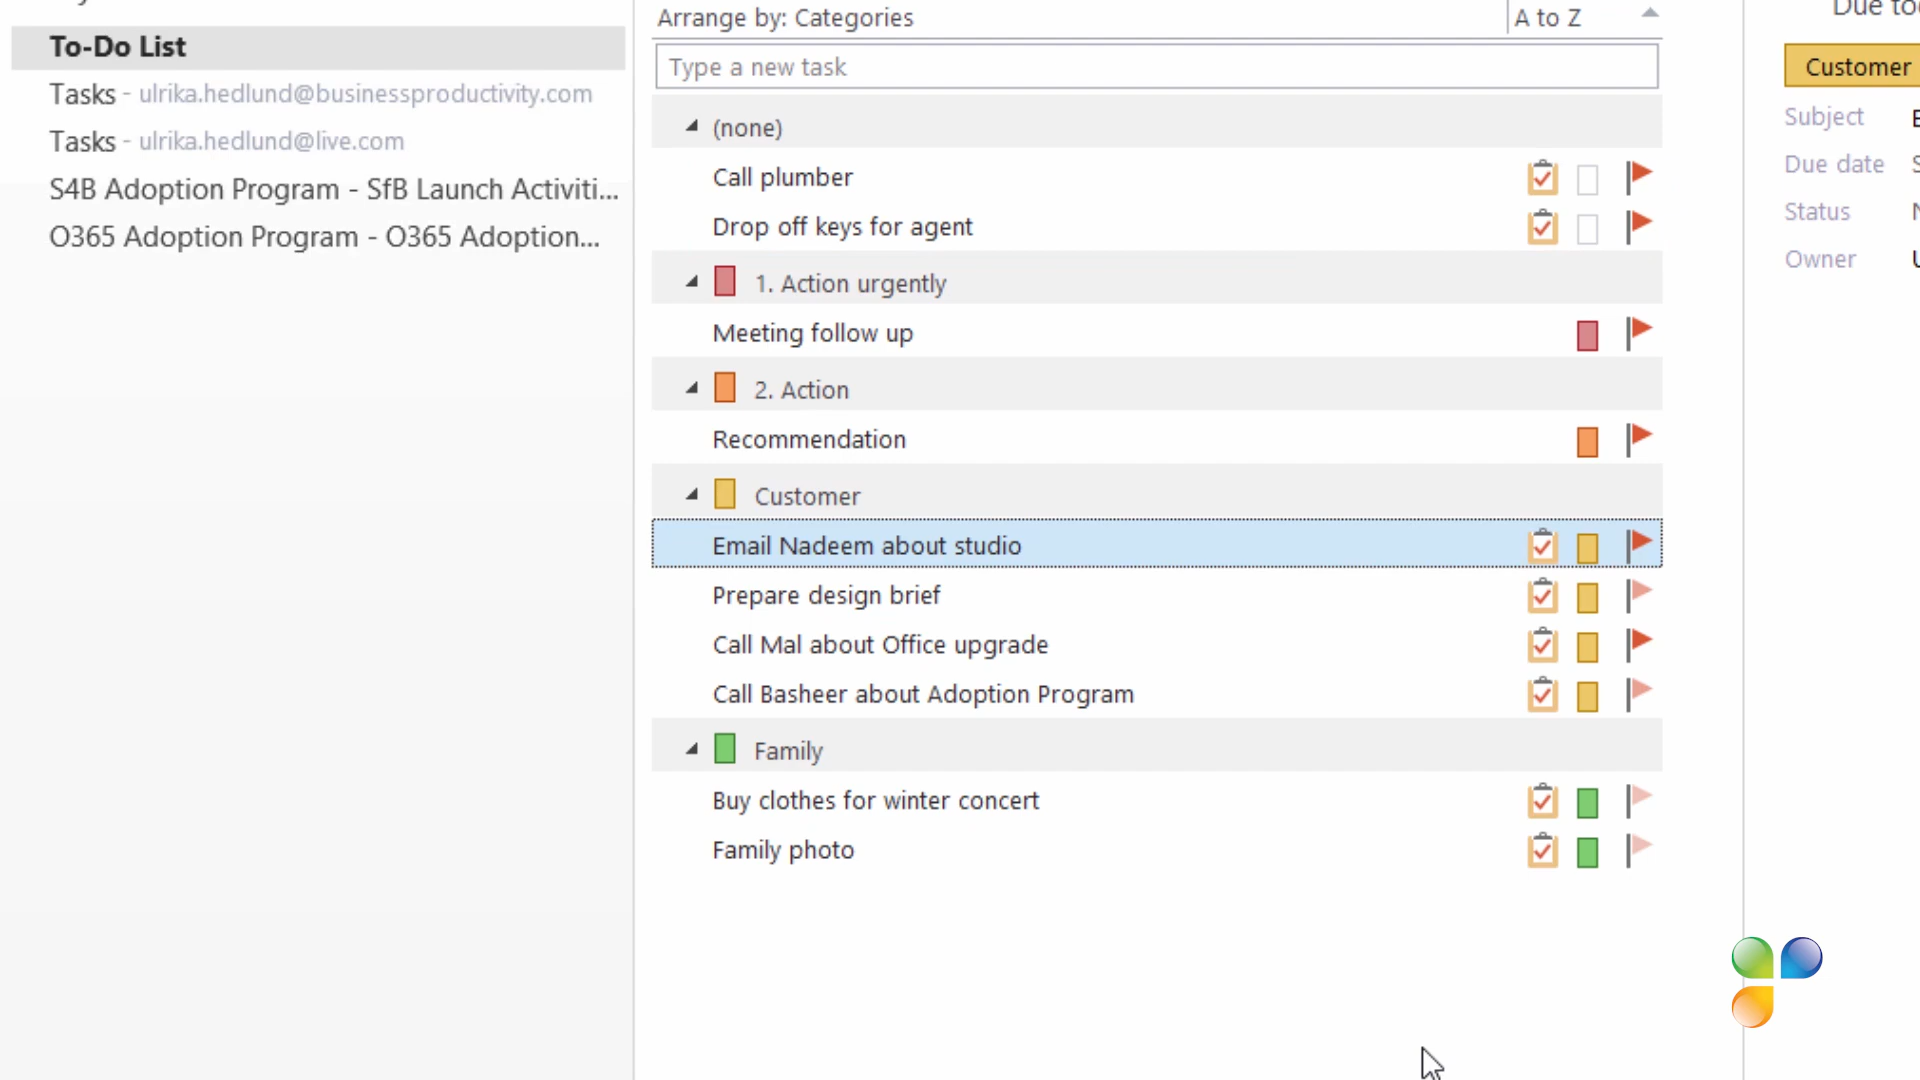 To-Do List
Tasks - ulrika.hedlund@businessproductivity.com
Tasks - ulrika.hedlund@live.com
S4B Adoption Program - SfB Launch Activiti...
O365 Adoption Program - O365 Adoption...
Arrange by: Categories
A to Z
Type a new task
(none)
Call plumber
Drop off keys for agent
1. Action urgently
Meeting follow up
2. Action
Recommendation
Customer
Email Nadeem about studio
Prepare design brief
Call Mal about Office upgrade
Call Basheer about Adoption Program
Family
Buy clothes for winter concert
Family photo
Due
Customer
Subject
Due date
Status
Owner